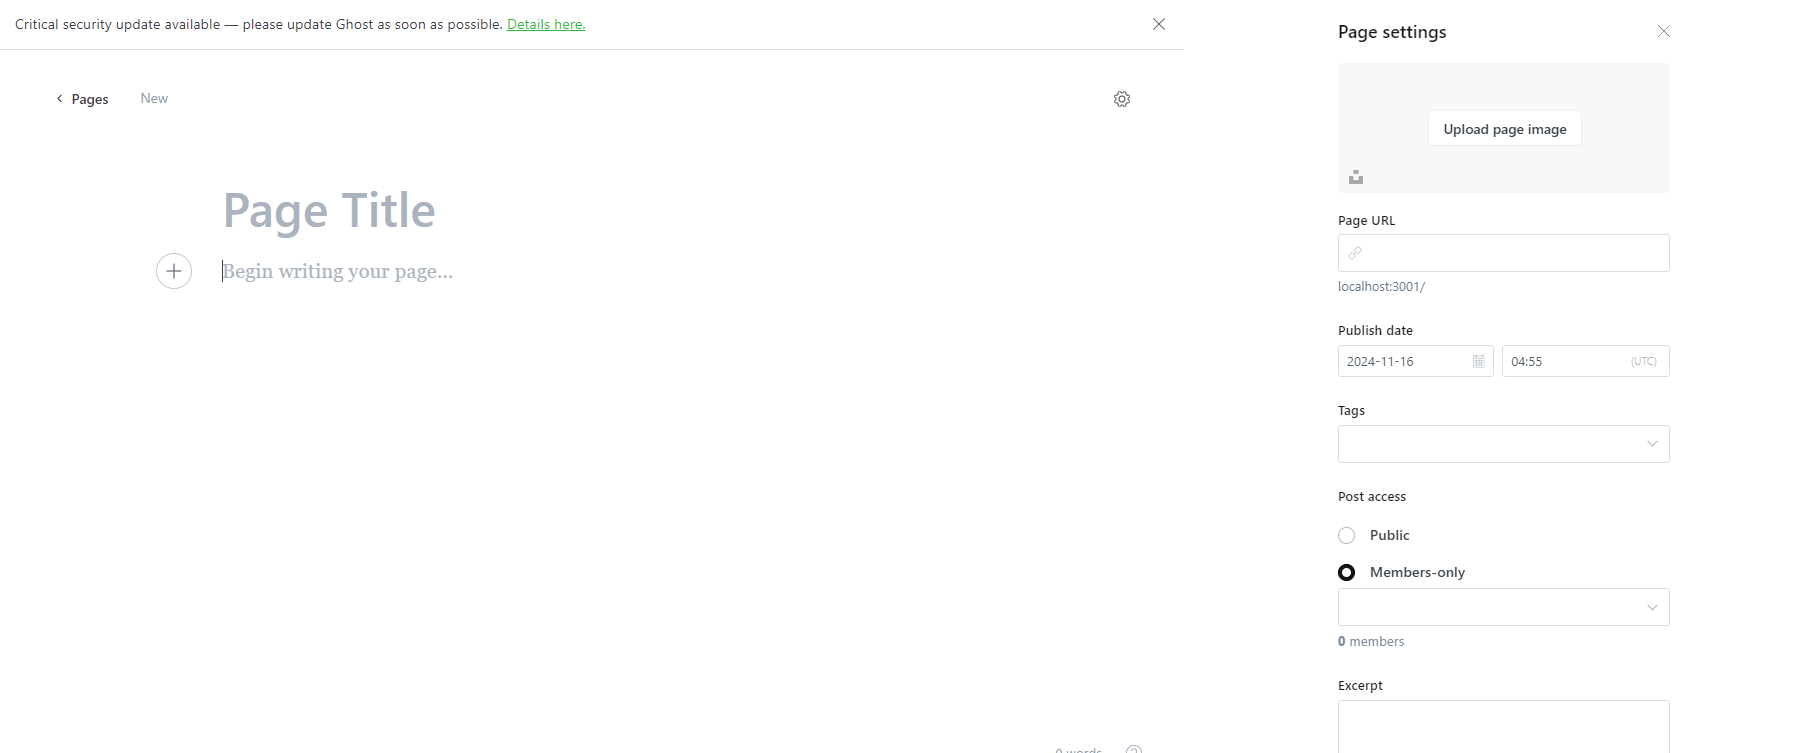 Critical security update available — please update Ghost as soon as possible. Details here.
Pages
New
Page Title
Begin writing your page...
0 words
Page settings
Upload page image
Page URL
localhost:3001/
Publish date
2024-11-16
04:55
(UTC)
Tags
Post access
Public
Members-only
0 members
Excerpt